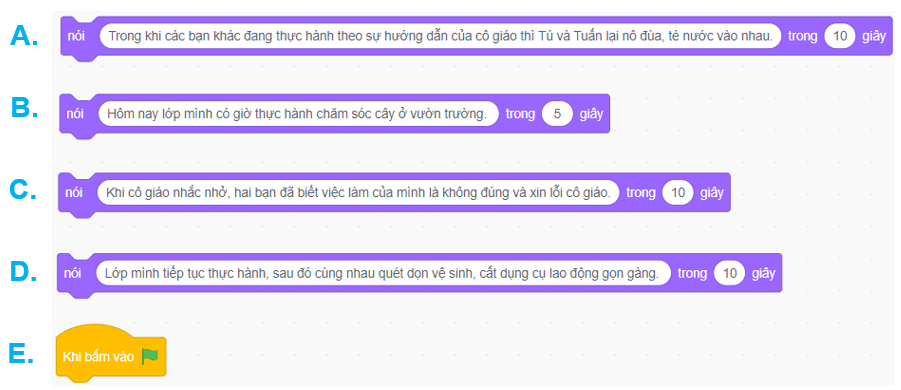 A. nói Trong khi các bạn khác đang thực hành theo sự hướng dẫn của cô giáo thì Tú và Tuấn lại nô đùa, té nước vào nhau. trong 10 giây
B. nói Hôm nay lớp mình có giờ thực hành chăm sóc cây ở vườn trường. trong 5 giây
C. nói Khi cô giáo nhắc nhở, hai bạn đã biết việc làm của mình là không đúng và xin lỗi cô giáo. trong 10 giây
D. nói Lớp mình tiếp tục thực hành, sau đó cùng nhau quét dọn vệ sinh, cất dụng cụ lao động gọn gàng. trong 10 giây
E. Khi bấm vào